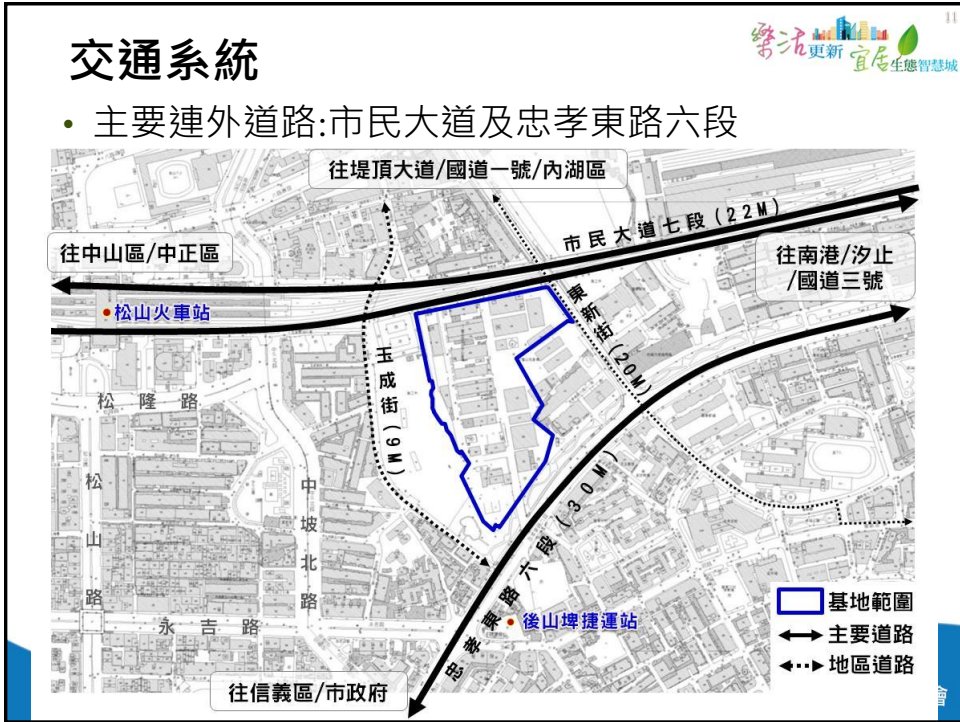 11
樂活更新 宜居生態智慧城
交通系統
• 主要連外道路:市民大道及忠孝東路六段
往堤頂大道/國道一號/內湖區
市民大道七段(22M)
往中山區/中正區
往南港/汐止
/國道三號
松山火車站
東新街(20M)
玉成街(9M)
松隆路
松山路
中坡北路
忠孝東路六段(30M)
永吉路
後山埤捷運站
基地範圍
主要道路
地區道路
往信義區/市政府
會